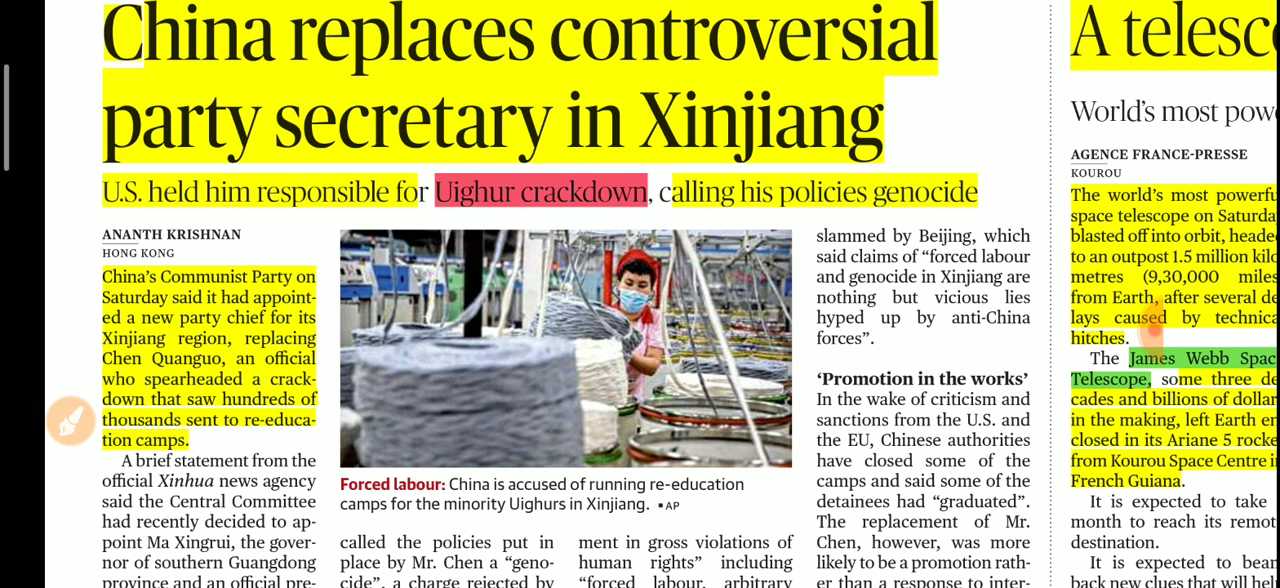 China replaces controversial
party secretary in Xinjiang
U.S. held him responsible for Uighur crackdown, calling his policies genocide
ANANTH KRISHNAN
HONG KONG
China's Communist Party on
Saturday said it had appoint-
ed a new party chief for its
Xinjiang region, replacing
Chen Quanguo, an official
who spearheaded a crack-
down that saw hundreds of
thousands sent to re-educa-
tion camps.
A brief statement from the
official Xinhua news agency
said the Central Committee
had recently decided to ap-
point Ma Xingrui, the gover-
nor of southern Guangdong
province and an official pre-
Forced labour: China is accused of running re-education
camps for the minority Uighurs in Xinjiang. ▪ AP
called the policies put in
place by Mr. Chen a “geno-
cide”, a charge rejected by
ment in gross violations of
human rights” including
“forced labour, arbitrary
slammed by Beijing, which
said claims of “forced labour
and genocide in Xinjiang are
nothing but vicious lies
hyped up by anti-China
forces”.
‘Promotion in the works’
In the wake of criticism and
sanctions from the U.S. and
the EU, Chinese authorities
have closed some of the
camps and said some of the
detainees had “graduated”.
The replacement of Mr.
Chen, however, was more
likely to be a promotion rath-
er than a response to inter-
A telesc
World's most pow
AGENCE FRANCE-PRESSE
KOUROU
The world's most powerfu
space telescope on Saturda
blasted off into orbit, heade
to an outpost 1.5 million kilo
metres (9,30,000 miles
from Earth, after several de
lays caused by technica
hitches.
The James Webb Spac
Telescope, some three de
cades and billions of dollar
in the making, left Earth en
closed in its Ariane 5 rocke
from Kourou Space Centre in
French Guiana.
It is expected to take
month to reach its remot
destination.
It is expected to bea
back new clues that will hel